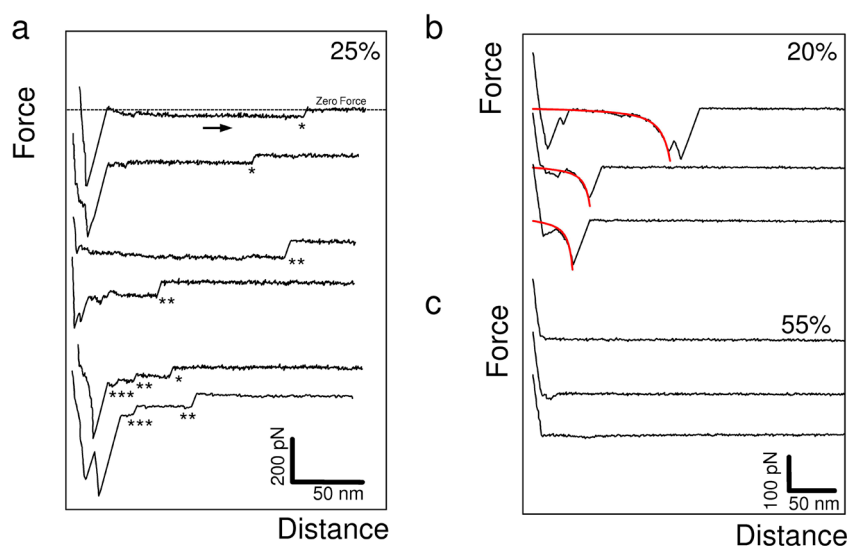 a
25%
Force
Zero Force
*
*
**
**
*** ** *
*** **
200 pN
50 nm
Distance
b
20%
Force
c
55%
Force
100 pN
50 nm
Distance